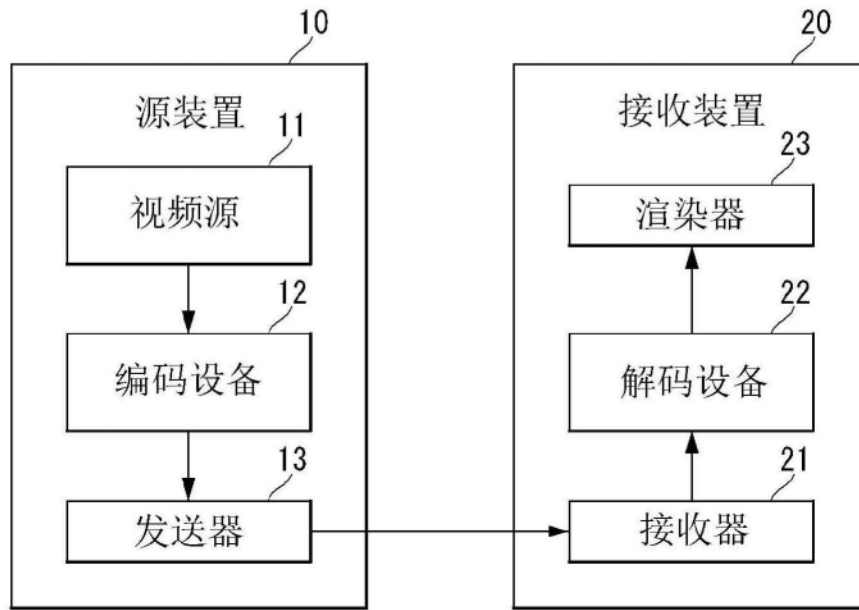 10
源装置
11
视频源
12
编码设备
13
发送器
20
接收装置
23
渲染器
22
解码设备
21
接收器